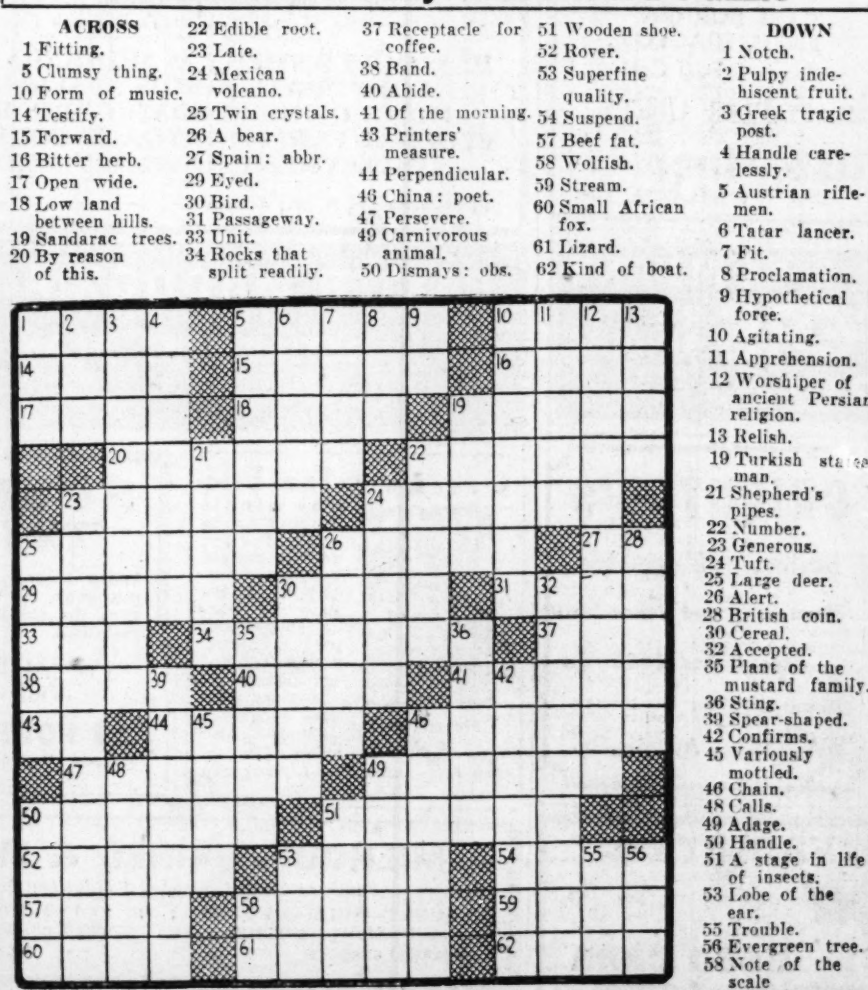 ACROSS
1 Fitting.
5 Clumsy thing.
10 Form of music.
14 Testify.
15 Forward.
16 Bitter herb.
17 Open wide.
18 Low land
between hills.
19 Sandarac trees.
20 By reason
of this.
22 Edible root.
23 Late.
24 Mexican
volcano.
25 Twin crystals.
26 A bear.
27 Spain: abbr.
29 Eyed.
30 Bird.
31 Passageway.
33 Unit.
34 Rocks that
split readily.
37 Receptacle for
coffee.
38 Band.
40 Abide.
41 Of the morning.
43 Printers'
measure.
44 Perpendicular.
46 China: poet.
47 Persevere.
49 Carnivorous
animal.
50 Dismays: obs.
51 Wooden shoe.
52 Rover.
53 Superfine
quality.
54 Suspend.
57 Beef fat.
58 Wolfish.
59 Stream.
60 Small African
fox.
61 Lizard.
62 Kind of boat.
DOWN
1 Notch.
2 Pulpy inde-
hiscent fruit.
3 Greek tragic
post.
4 Handle care-
lessly.
5 Austrian rifle-
men.
6 Tatar lancer.
7 Fit.
8 Proclamation.
9 Hypothetical
force.
10 Agitating.
11 Apprehension.
12 Worshiper of
ancient Persian
religion.
13 Relish.
19 Turkish states
man.
21 Shepherd's
pipes.
22 Number.
23 Generous.
24 Tuft.
25 Large deer.
26 Alert.
28 British coin.
30 Cereal.
32 Accepted.
35 Plant of the
mustard family.
36 Sting.
39 Spear-shaped.
42 Confirms.
45 Variously
mottled.
46 Chain.
48 Calls.
49 Adage.
50 Handle.
51 A stage in life
of insects.
53 Lobe of the
ear.
55 Trouble.
56 Evergreen tree.
58 Note of the
scale
1 2 3 4 5 6 7 8 9 10 11 12 13
14 15 16
17 18 19
20 21 22
23 24
25 26 27 28
29 30 31 32
33 34 35 36 37
38 39 40 41 42
43 44 45 46
47 48 49
50 51
52 53 54 55 56
57 58 59
60 61 62